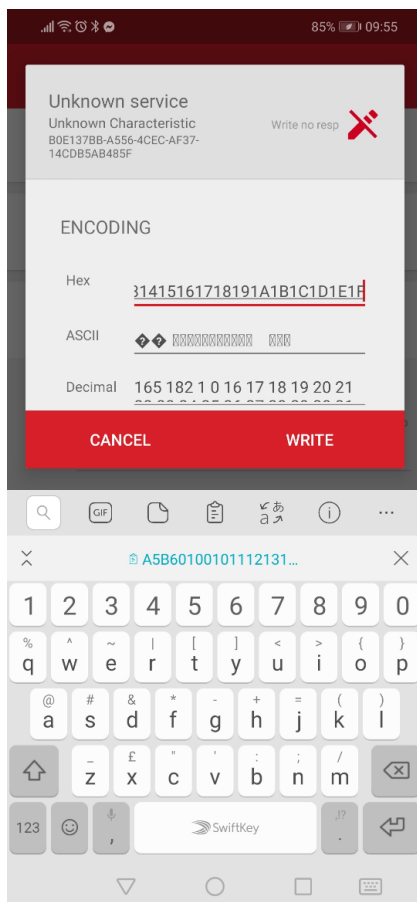 85% 09:55
Unknown service
Unknown Characteristic
B0E137BB-A556-4CEC-AF37-
14CDB5AB485F
Write no resp
ENCODING
Hex
31415161718191A1B1C1D1E1F
ASCII
Decimal
165 182 1 0 16 17 18 19 20 21
CANCEL
WRITE
GIF
あ
a
i
...
A5B60100101112131...
1 2 3 4 5 6 7 8 9 0
% ^ ~ | [ ] < > { }
q w e r t y u i o p
@ # & * - + = ( )
a s d f g h j k l
_ £ " ' : ; /
z x c v b n m
123 , SwiftKey ,!? .